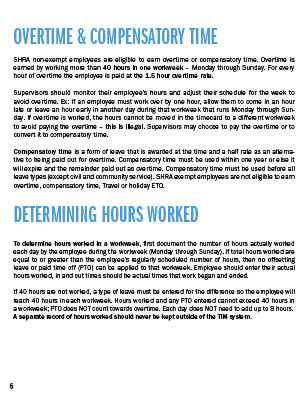 OVERTIME & COMPENSATORY TIME
SHRA non-exempt employees are eligible to earn overtime or compensatory time. Overtime is
earned by working more than 40 hours in one workweek – Monday through Sunday. For every
hour of overtime the employee is paid at the 1.5 hour overtime rate.
Supervisors should monitor their employee's hours and adjust their schedule for the week to
avoid overtime. Ex: If an employee must work over by one hour, allow them to come in an hour
late or leave an hour early in another day during that workweek that runs Monday through Sun-
day. If overtime is worked, the hours cannot be moved in the timecard to a different workweek
to avoid paying the overtime – this is illegal. Supervisors may choose to pay the overtime or to
convert it to compensatory time.
Compensatory time is a form of leave that is awarded at the time and a half rate as an alterna-
tive to being paid out for overtime. Compensatory time must be used within one year or else it
will expire and the remainder paid out as overtime. Compensatory time must be used before all
leave types (except civil and community service). SHRA exempt employees are not eligible to earn
overtime, compensatory time, Travel or holiday ETO.
DETERMINING HOURS WORKED
To determine hours worked in a workweek, first document the number of hours actually worked
each day by the employee during the workweek (Monday through Sunday). If total hours worked are
equal to or greater than the employee's regularly scheduled number of hours, then no offsetting
leave or paid time off (PTO) can be applied to that workweek. Employee should enter their actual
hours worked, in and out times should be actual times that work began and ended.
If 40 hours are not worked, a type of leave must be entered for the difference so the employee will
reach 40 hours in each workweek. Hours worked and any PTO entered cannot exceed 40 hours in
a workweek; PTO does NOT count towards overtime. Each day does NOT need to add up to 8 hours.
A separate record of hours worked should never be kept outside of the TIM system.
6